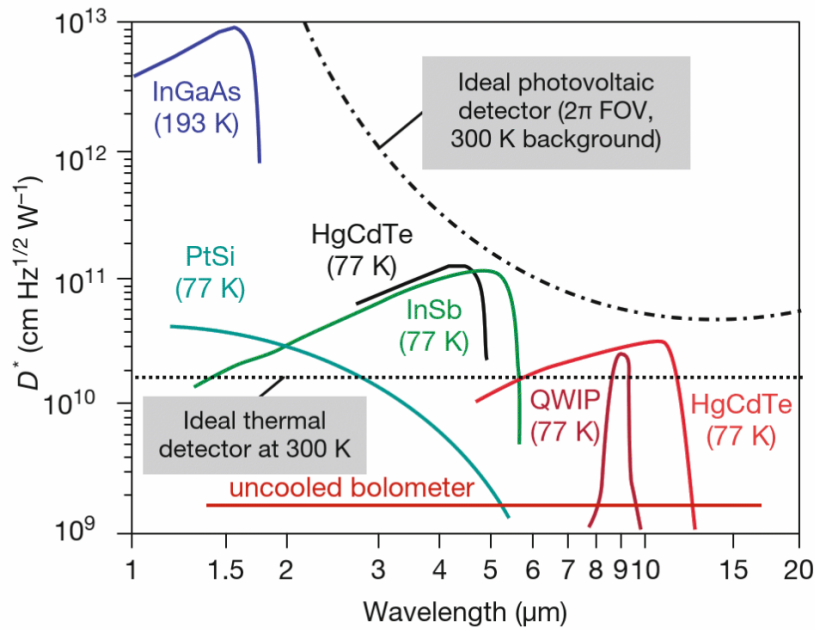 10¹³
10¹²
10¹¹
10¹⁰
10⁹
D* (cm Hz¹/² W⁻¹)
InGaAs
(193 K)
Ideal photovoltaic
detector (2π FOV,
300 K background)
PtSi
(77 K)
HgCdTe
(77 K)
InSb
(77 K)
Ideal thermal
detector at 300 K
QWIP
(77 K)
HgCdTe
(77 K)
uncooled bolometer
1 1.5 2 3 4 5 6 7 8 9 10 15 20
Wavelength (μm)